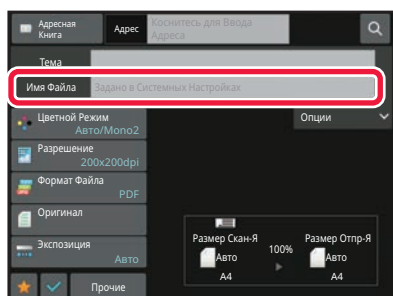 Адресная
Книга
Адрес
Коснитесь для Ввода
Адреса
Тема
Имя Файла
Задано в Системных Настройках
Цветной Режим
Авто/Mono2
Опции
Разрешение
200x200dpi
Формат Файла
PDF
Оригинал
Экспозиция
Авто
Размер Скан-Я
100%
Размер Отпр-Я
Авто
Авто
A4
A4
Прочие